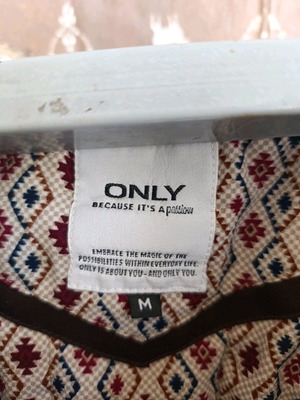 ONLY
BECAUSE IT'S A passion
EMBRACE THE MAGIC OF THE
POSSIBILITIES WITHIN EVERYDAY LIFE.
ONLY IS ABOUT YOU - AND ONLY YOU.
M